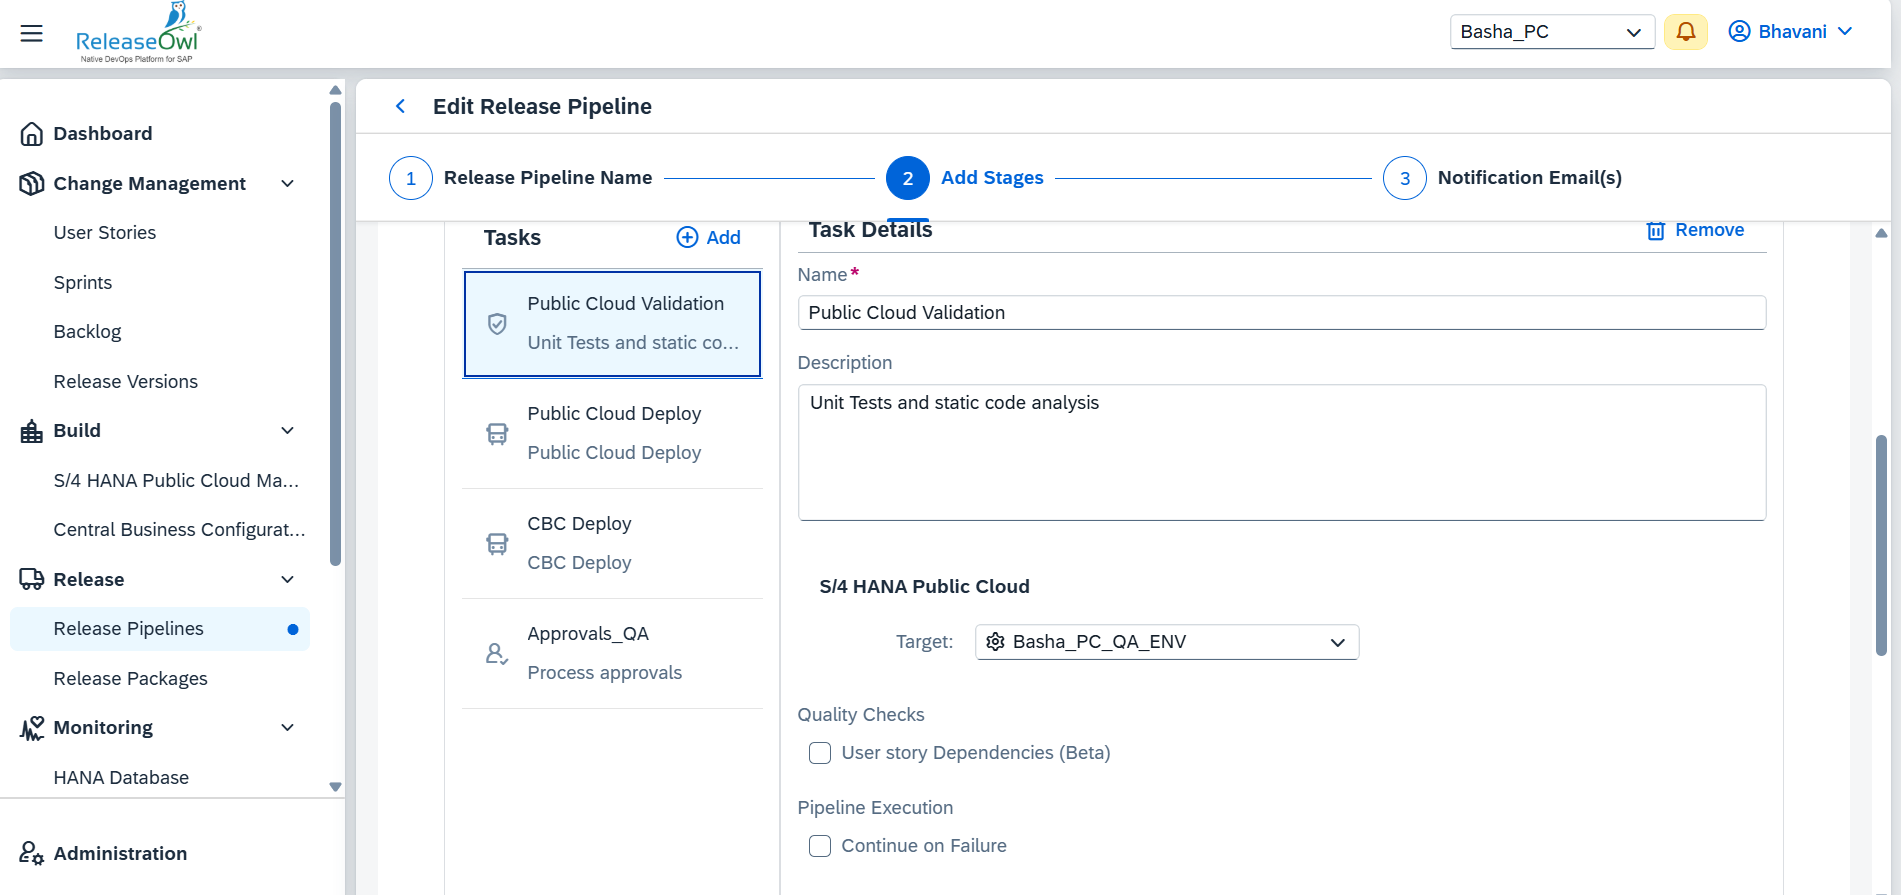 ReleaseOwl
Native DevOps Platform for SAP
Basha_PC
Bhavani
Dashboard
Change Management
User Stories
Sprints
Backlog
Release Versions
Build
S/4 HANA Public Cloud Ma...
Central Business Configurat...
Release
Release Pipelines
Release Packages
Monitoring
HANA Database
Administration
Edit Release Pipeline
1 Release Pipeline Name
2 Add Stages
3 Notification Email(s)
Tasks
Add
Public Cloud Validation
Unit Tests and static co...
Public Cloud Deploy
Public Cloud Deploy
CBC Deploy
CBC Deploy
Approvals_QA
Process approvals
Task Details
Remove
Name*
Public Cloud Validation
Description
Unit Tests and static code analysis
S/4 HANA Public Cloud
Target: Basha_PC_QA_ENV
Quality Checks
User story Dependencies (Beta)
Pipeline Execution
Continue on Failure